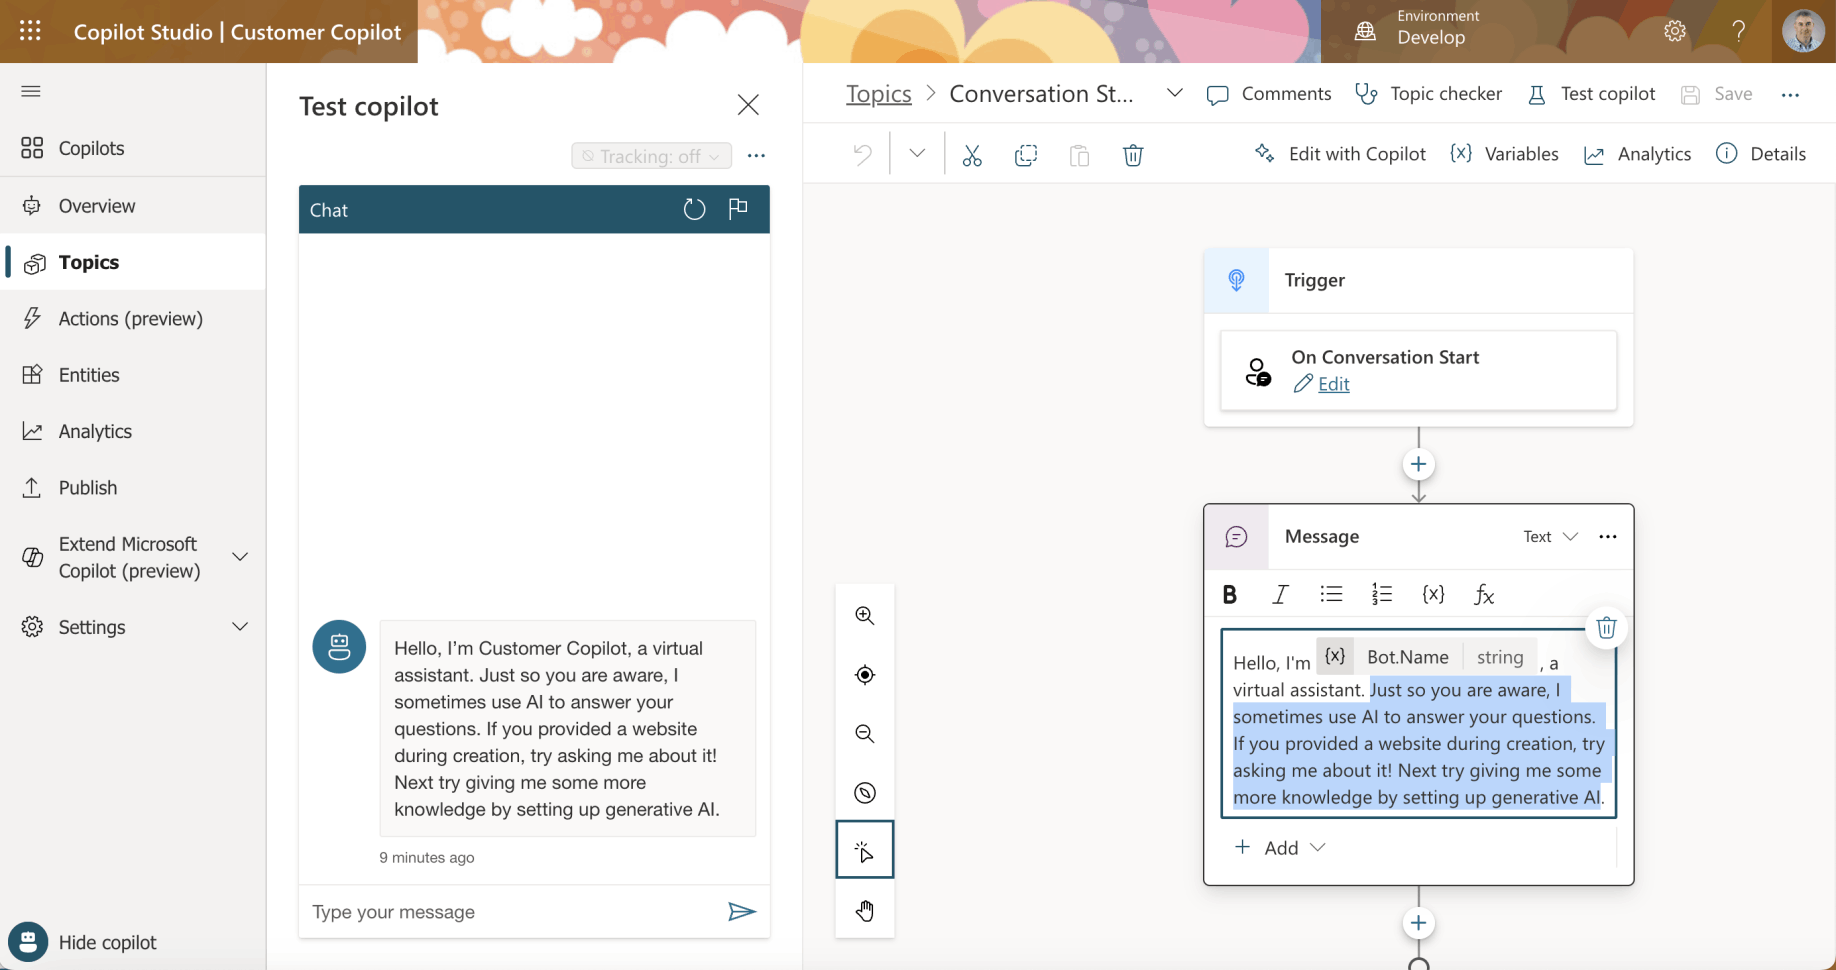 Copilot Studio | Customer Copilot
Environment
Develop
Copilots
Overview
Topics
Actions (preview)
Entities
Analytics
Publish
Extend Microsoft
Copilot (preview)
Settings
Hide copilot
Test copilot
Tracking: off
Chat
Hello, I'm Customer Copilot, a virtual
assistant. Just so you are aware, I
sometimes use AI to answer your
questions. If you provided a website
during creation, try asking me about it!
Next try giving me some more
knowledge by setting up generative AI.
9 minutes ago
Type your message
Topics > Conversation St...
Comments
Topic checker
Test copilot
Save
Edit with Copilot
{x} Variables
Analytics
Details
Trigger
On Conversation Start
Edit
Message
Text
B I {x} fx
Hello, I'm {x} Bot.Name string , a
virtual assistant. Just so you are aware, I
sometimes use AI to answer your questions.
If you provided a website during creation, try
asking me about it! Next try giving me some
more knowledge by setting up generative AI.
+ Add